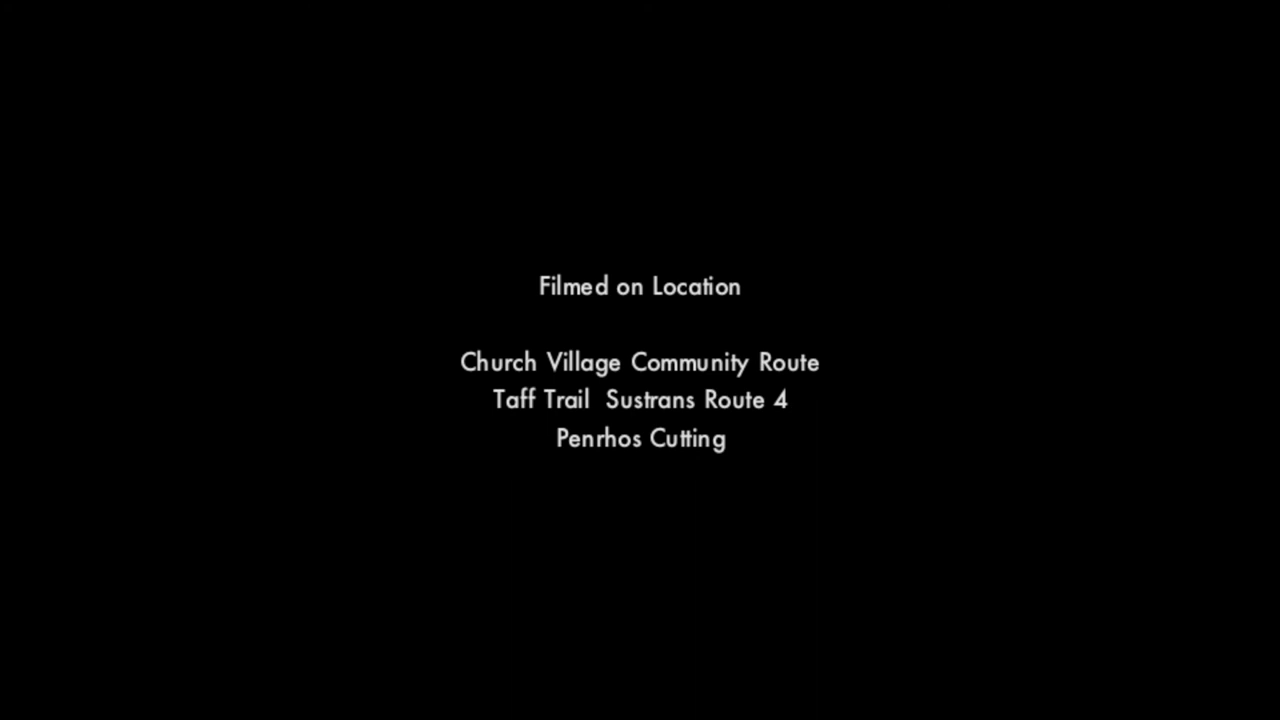 Filmed on Location
Church Village Community Route
Taff Trail  Sustrans Route 4
Penrhos Cutting